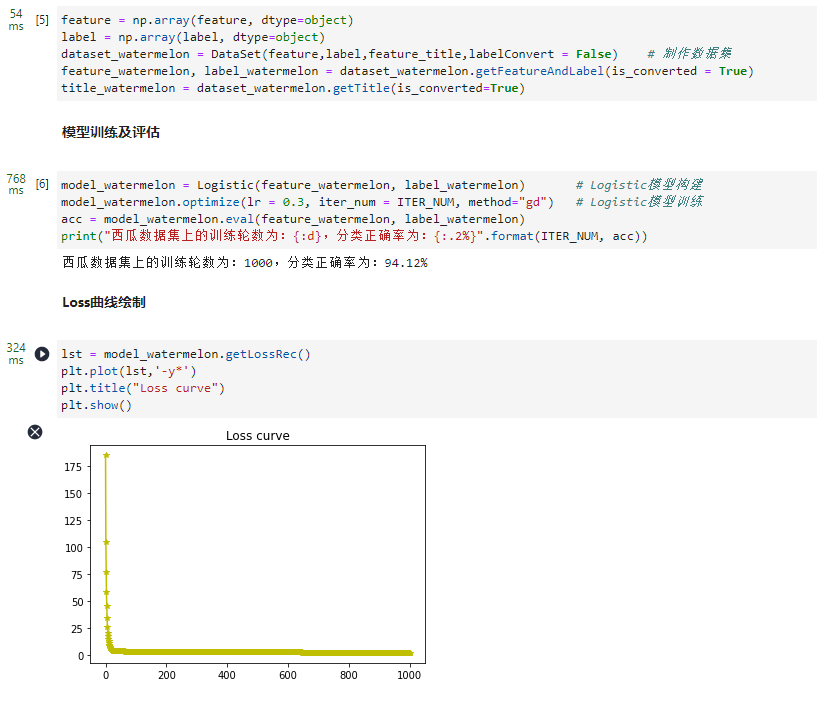 54
ms
[5]
feature = np.array(feature, dtype=object)
label = np.array(label, dtype=object)
dataset_watermelon = DataSet(feature,label,feature_title,labelConvert = False)    # 制作数据集
feature_watermelon, label_watermelon = dataset_watermelon.getFeatureAndLabel(is_converted = True)
title_watermelon = dataset_watermelon.getTitle(is_converted=True)
模型训练及评估
768
ms
[6]
model_watermelon = Logistic(feature_watermelon, label_watermelon)       # Logistic模型构建
model_watermelon.optimize(lr = 0.3, iter_num = ITER_NUM, method="gd")   # Logistic模型训练
acc = model_watermelon.eval(feature_watermelon, label_watermelon)
print("西瓜数据集上的训练轮数为：{:d}，分类正确率为：{:.2%}".format(ITER_NUM, acc))
西瓜数据集上的训练轮数为：1000，分类正确率为：94.12%
Loss曲线绘制
324
ms
lst = model_watermelon.getLossRec()
plt.plot(lst,'-y*')
plt.title("Loss curve")
plt.show()
Loss curve
175
150
125
100
75
50
25
0
0 200 400 600 800 1000